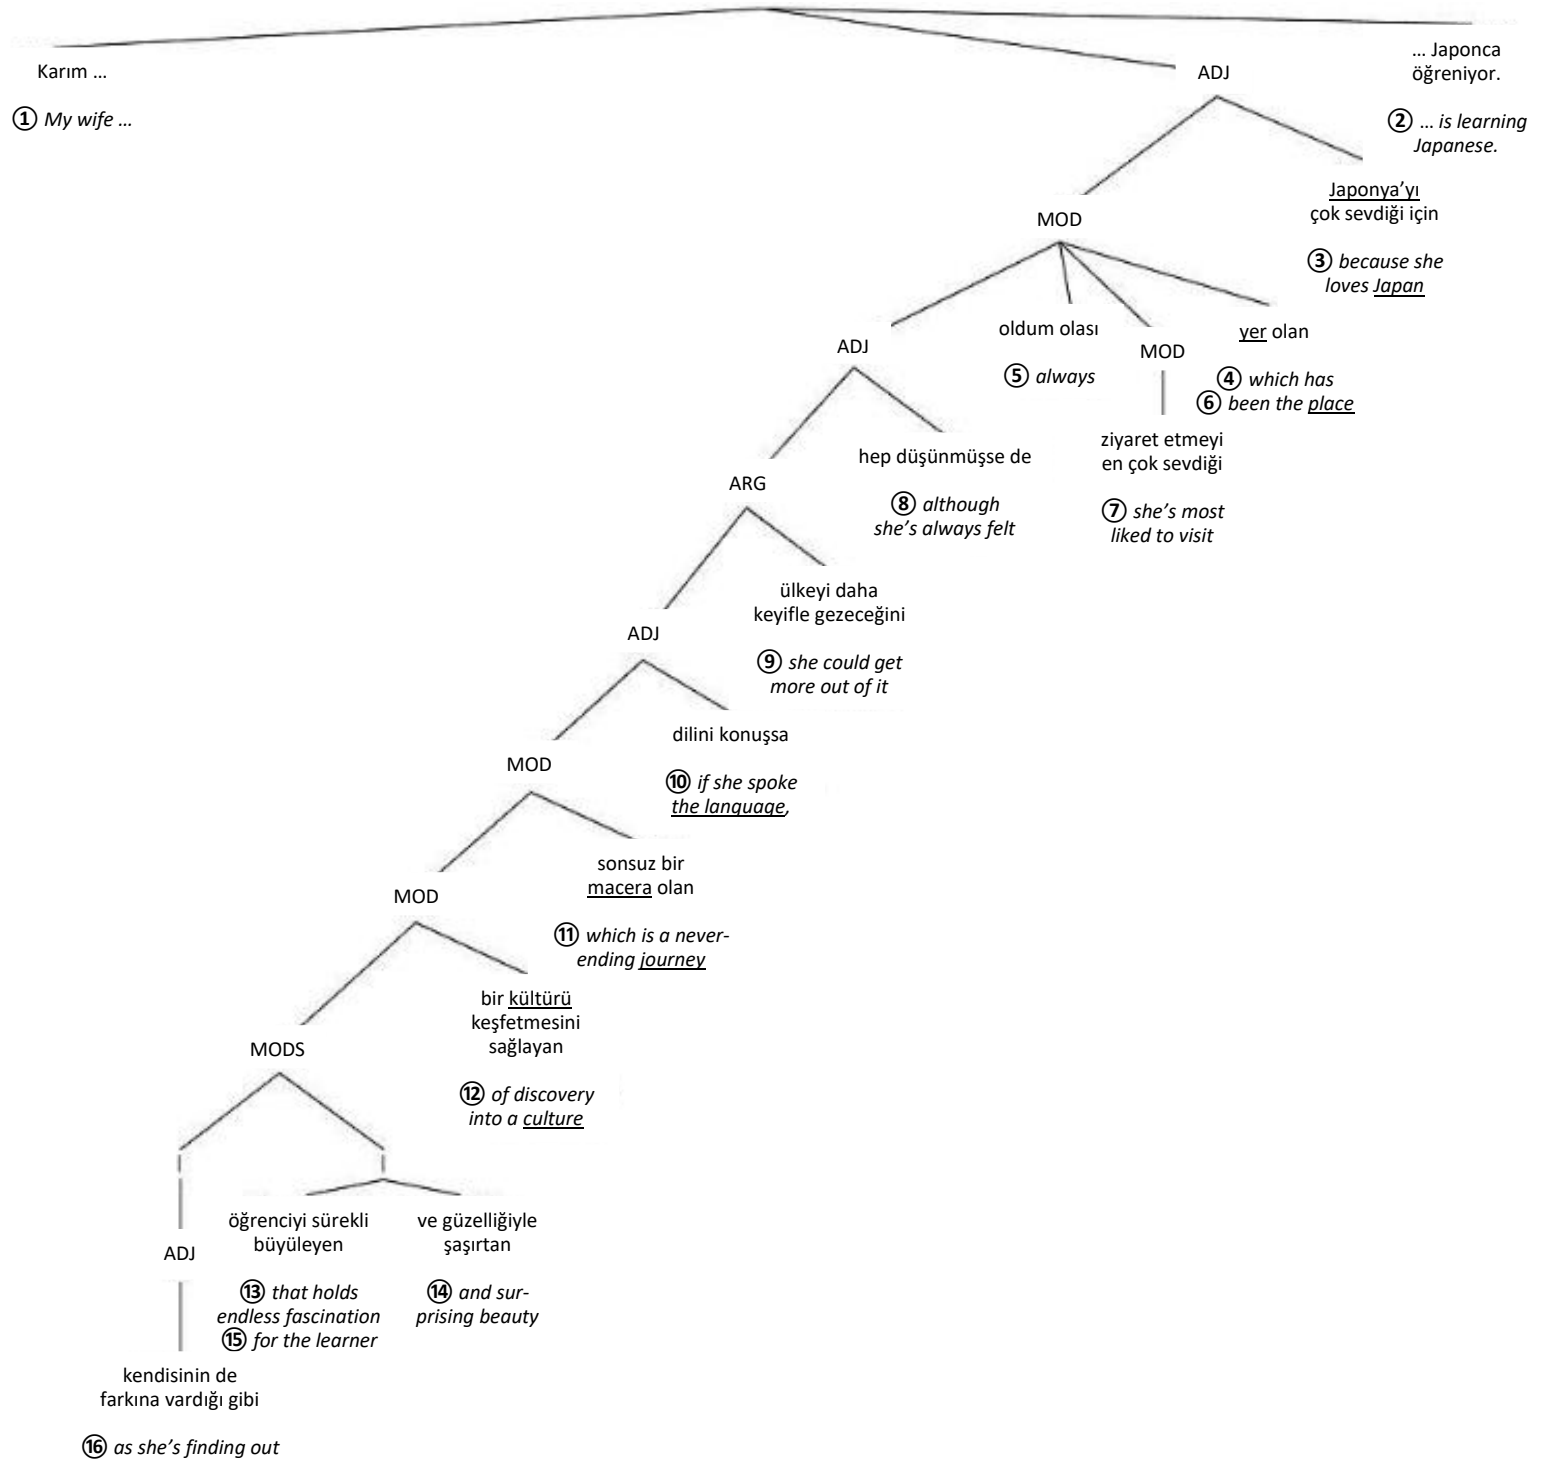 Karım ...
① My wife ...
ADJ
... Japonca
öğreniyor.
② ... is learning
Japanese.
MOD
Japonya’yı
çok sevdiği için
③ because she
loves Japan
ADJ
oldum olası
⑤ always
MOD
yer olan
④ which has
⑥ been the place
ziyaret etmeyi
en çok sevdiği
⑦ she’s most
liked to visit
ARG
hep düşünmüşse de
⑧ although
she’s always felt
ADJ
ülkeyi daha
keyifle gezeceğini
⑨ she could get
more out of it
MOD
dilini konuşsa
⑩ if she spoke
the language,
MOD
sonsuz bir
macera olan
⑪ which is a never-
ending journey
MODS
bir kültürü
keşfetmesini
sağlayan
⑫ of discovery
into a culture
ADJ
öğrenciyi sürekli
büyüleyen
⑬ that holds
endless fascination
⑮ for the learner
ve güzelliğiyle
şaşırtan
⑭ and sur-
prising beauty
kendisinin de
farkına vardığı gibi
⑯ as she’s finding out